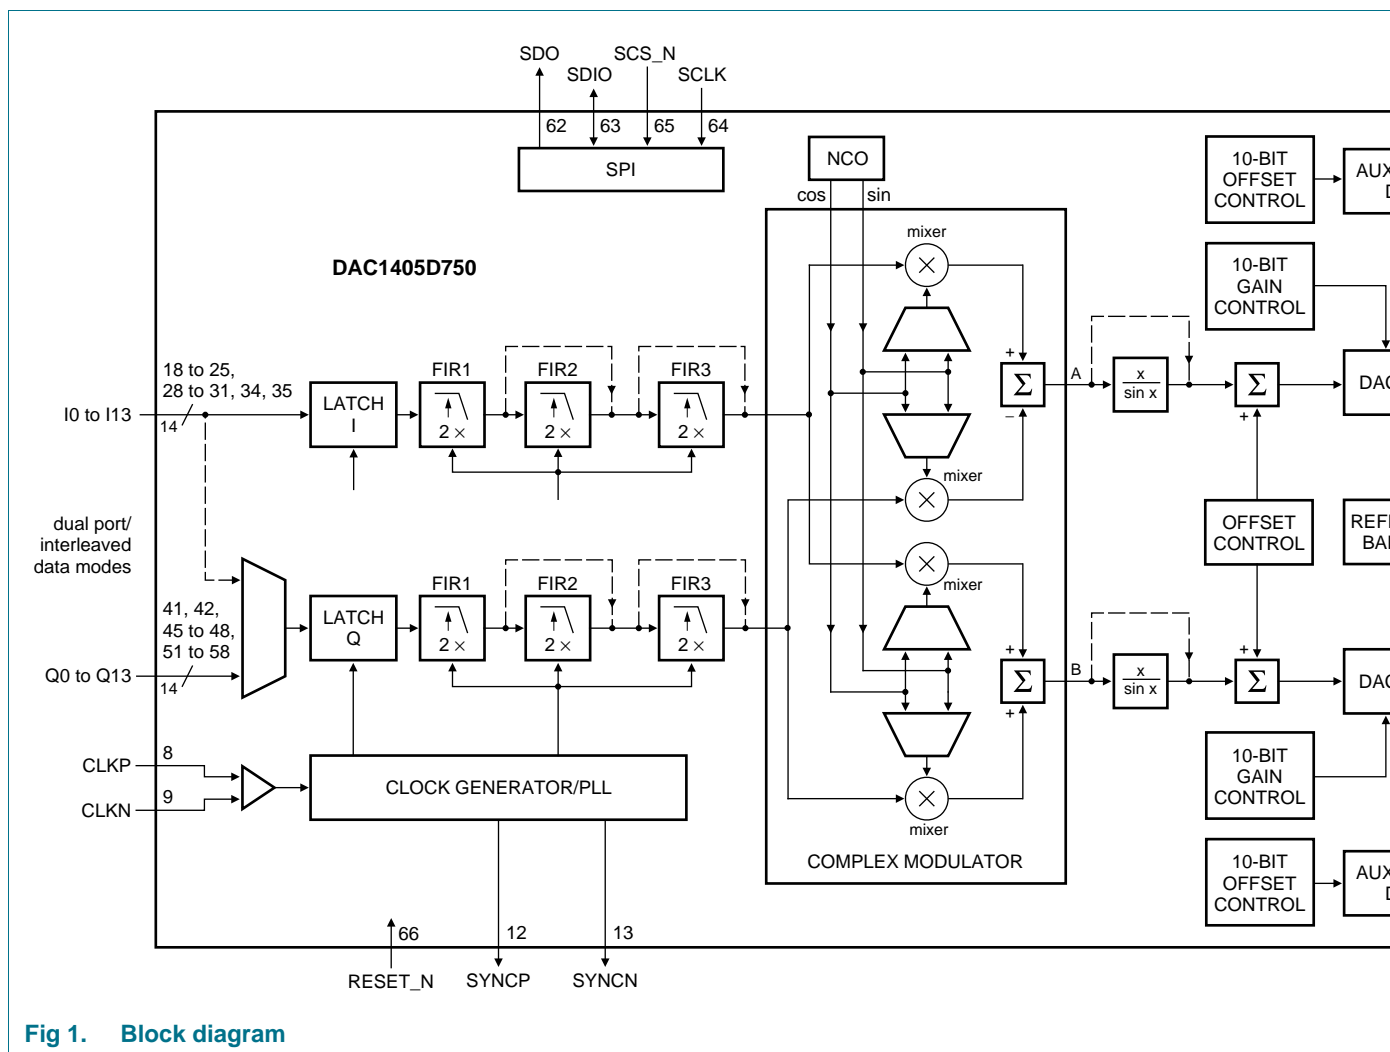 SDO
SDIO
SCS_N
SCLK
62
63
65
64
SPI
NCO
cos
sin
DAC1405D750
10-BIT
OFFSET
CONTROL
AUX
10-BIT
GAIN
CONTROL
mixer
18 to 25,
28 to 31, 34, 35
I0 to I13
14
LATCH
I
FIR1
2 ×
FIR2
2 ×
FIR3
2 ×
+
Σ
−
A
x
sin x
Σ
+
DAC
mixer
dual port/
interleaved
data modes
OFFSET
CONTROL
mixer
41, 42,
45 to 48,
51 to 58
Q0 to Q13
14
LATCH
Q
FIR1
2 ×
FIR2
2 ×
FIR3
2 ×
+
Σ
+
B
x
sin x
+
Σ
DAC
CLKP
8
CLKN
9
CLOCK GENERATOR/PLL
mixer
COMPLEX MODULATOR
10-BIT
GAIN
CONTROL
10-BIT
OFFSET
CONTROL
AUX
66
12
13
RESET_N
SYNCP
SYNCN
Fig 1. Block diagram